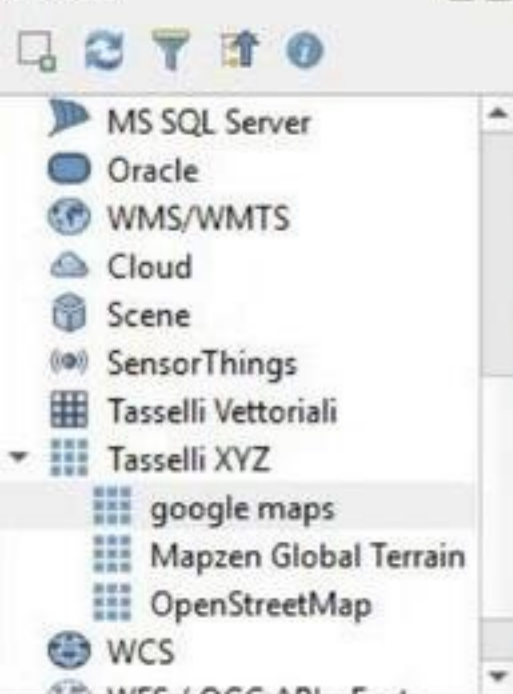 MS SQL Server
Oracle
WMS/WMTS
Cloud
Scene
SensorThings
Tasselli Vettoriali
Tasselli XYZ
google maps
Mapzen Global Terrain
OpenStreetMap
WCS